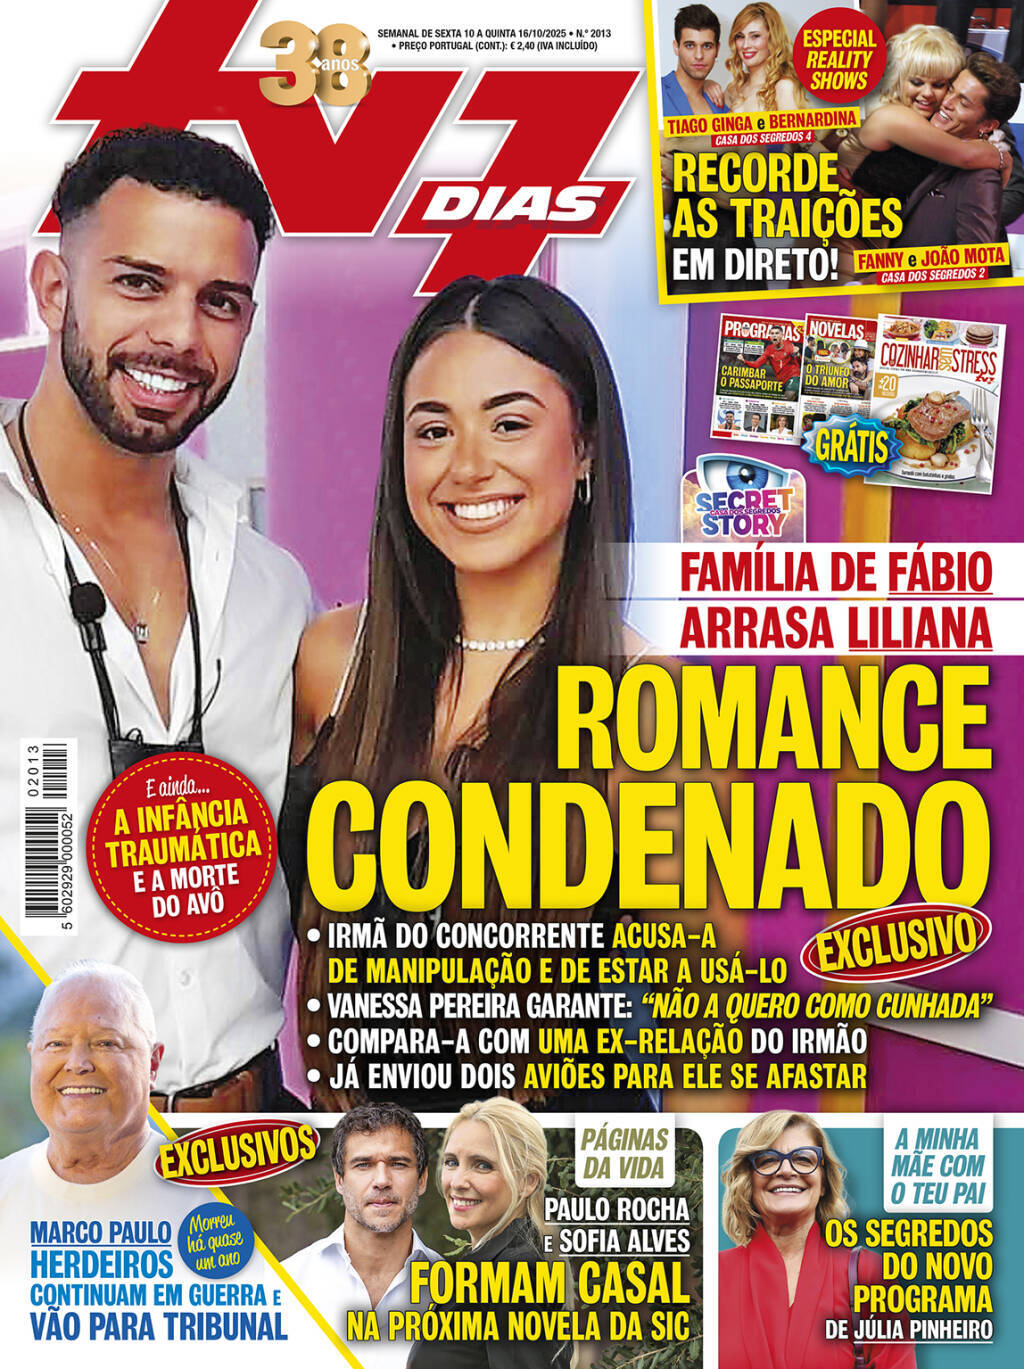 38
anos
SEMANAL DE SEXTA 10 A QUINTA 16/10/2025 • N.º 2013
• PREÇO PORTUGAL (CONT.): € 2,40 (IVA INCLUÍDO)
tv7
DIAS
ESPECIAL
REALITY
SHOWS
TIAGO GINGA e BERNARDINA
CASA DOS SEGREDOS 4
RECORDE
AS TRAIÇÕES
EM DIRETO!
FANNY e JOÃO MOTA
CASA DOS SEGREDOS 2
PROGRAMAS
CARIMBAR
O PASSAPORTE
NOVELAS
O TRIUNFO
DO AMOR
COZINHAR
SEM
STRESS
+20
GRÁTIS
SECRET
CASA DOS SEGREDOS
STORY
FAMÍLIA DE FÁBIO
ARRASA LILIANA
ROMANCE
CONDENADO
EXCLUSIVO
• IRMÃ DO CONCORRENTE ACUSA-A
DE MANIPULAÇÃO E DE ESTAR A USÁ-LO
• VANESSA PEREIRA GARANTE: “NÃO A QUERO COMO CUNHADA”
• COMPARA-A COM UMA EX-RELAÇÃO DO IRMÃO
• JÁ ENVIOU DOIS AVIÕES PARA ELE SE AFASTAR
E ainda...
A INFÂNCIA
TRAUMÁTICA
E A MORTE
DO AVÔ
02013
5 602929 000052
EXCLUSIVOS
MARCO PAULO
HERDEIROS
CONTINUAM EM GUERRA E
VÃO PARA TRIBUNAL
Morreu
há quase
um ano
PÁGINAS
DA VIDA
PAULO ROCHA
E SOFIA ALVES
FORMAM CASAL
NA PRÓXIMA NOVELA DA SIC
A MINHA
MÃE COM
O TEU PAI
OS SEGREDOS
DO NOVO
PROGRAMA
DE JÚLIA PINHEIRO